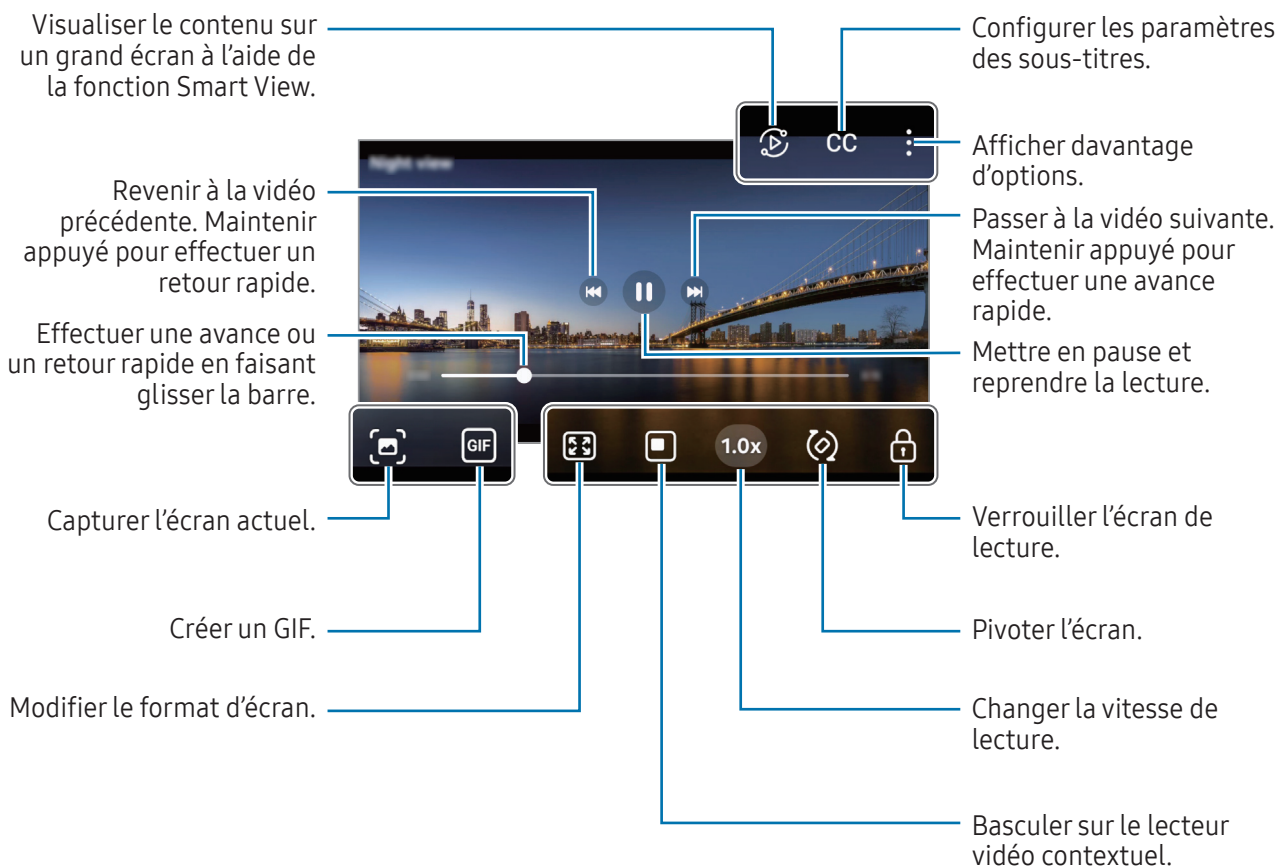 Visualiser le contenu sur
un grand écran à l'aide de
la fonction Smart View.
Configurer les paramètres
des sous-titres.
CC
Afficher davantage
d'options.
Night view
Revenir à la vidéo
précédente. Maintenir
appuyé pour effectuer un
retour rapide.
Passer à la vidéo suivante.
Maintenir appuyé pour
effectuer une avance
rapide.
Effectuer une avance ou
un retour rapide en faisant
glisser la barre.
Mettre en pause et
reprendre la lecture.
GIF
1.0x
Capturer l'écran actuel.
Verrouiller l'écran de
lecture.
Créer un GIF.
Pivoter l'écran.
Modifier le format d'écran.
Changer la vitesse de
lecture.
Basculer sur le lecteur
vidéo contextuel.